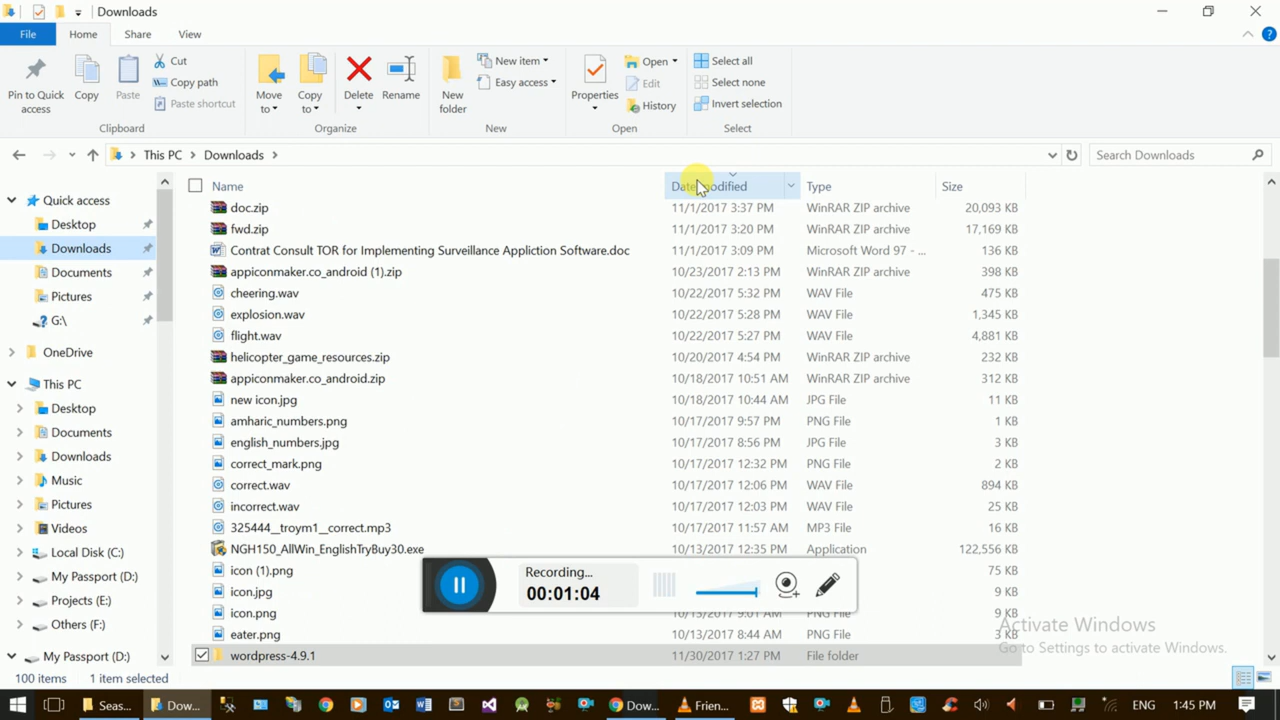 Downloads
File Home Share View
Pin to Quick access
Copy
Paste
Cut
Copy path
Paste shortcut
Clipboard
Move to
Copy to
Delete
Rename
Organize
New folder
New item
Easy access
New
Properties
Open
Edit
History
Open
Select all
Select none
Invert selection
Select
This PC Downloads
Search Downloads
Quick access
Desktop
Downloads
Documents
Pictures
G:\
OneDrive
This PC
Desktop
Documents
Downloads
Music
Pictures
Videos
Local Disk (C:)
My Passport (D:)
Projects (E:)
Others (F:)
My Passport (D:)
Name Date modified Type Size
doc.zip 11/1/2017 3:37 PM WinRAR ZIP archive 20,093 KB
fwd.zip 11/1/2017 3:20 PM WinRAR ZIP archive 17,169 KB
Contrat Consult TOR for Implementing Surveillance Appliction Software.doc 11/1/2017 3:09 PM Microsoft Word 97 - ... 136 KB
appiconmaker.co_android (1).zip 10/23/2017 2:13 PM WinRAR ZIP archive 398 KB
cheering.wav 10/22/2017 5:32 PM WAV File 475 KB
explosion.wav 10/22/2017 5:28 PM WAV File 1,345 KB
flight.wav 10/22/2017 5:27 PM WAV File 4,881 KB
helicopter_game_resources.zip 10/20/2017 4:54 PM WinRAR ZIP archive 232 KB
appiconmaker.co_android.zip 10/18/2017 10:51 AM WinRAR ZIP archive 312 KB
new icon.jpg 10/18/2017 10:44 AM JPG File 11 KB
amharic_numbers.png 10/17/2017 9:57 PM PNG File 1 KB
english_numbers.jpg 10/17/2017 8:56 PM JPG File 3 KB
correct_mark.png 10/17/2017 12:32 PM PNG File 2 KB
correct.wav 10/17/2017 12:06 PM WAV File 894 KB
incorrect.wav 10/17/2017 12:03 PM WAV File 25 KB
325444__troym1__correct.mp3 10/17/2017 11:57 AM MP3 File 16 KB
NGH150_AllWin_EnglishTryBuy30.exe 10/13/2017 12:35 PM Application 122,556 KB
icon (1).png 75 KB
icon.jpg 9 KB
icon.png 10/13/2017 9:01 AM PNG File 9 KB
eater.png 10/13/2017 8:44 AM PNG File 3 KB
wordpress-4.9.1 11/30/2017 1:27 PM File folder
Recording...
00:01:04
Activate Windows
Go to Settings to activate Windows.
100 items 1 item selected
Seas... Dow... Dow... Frien... ENG 1:45 PM